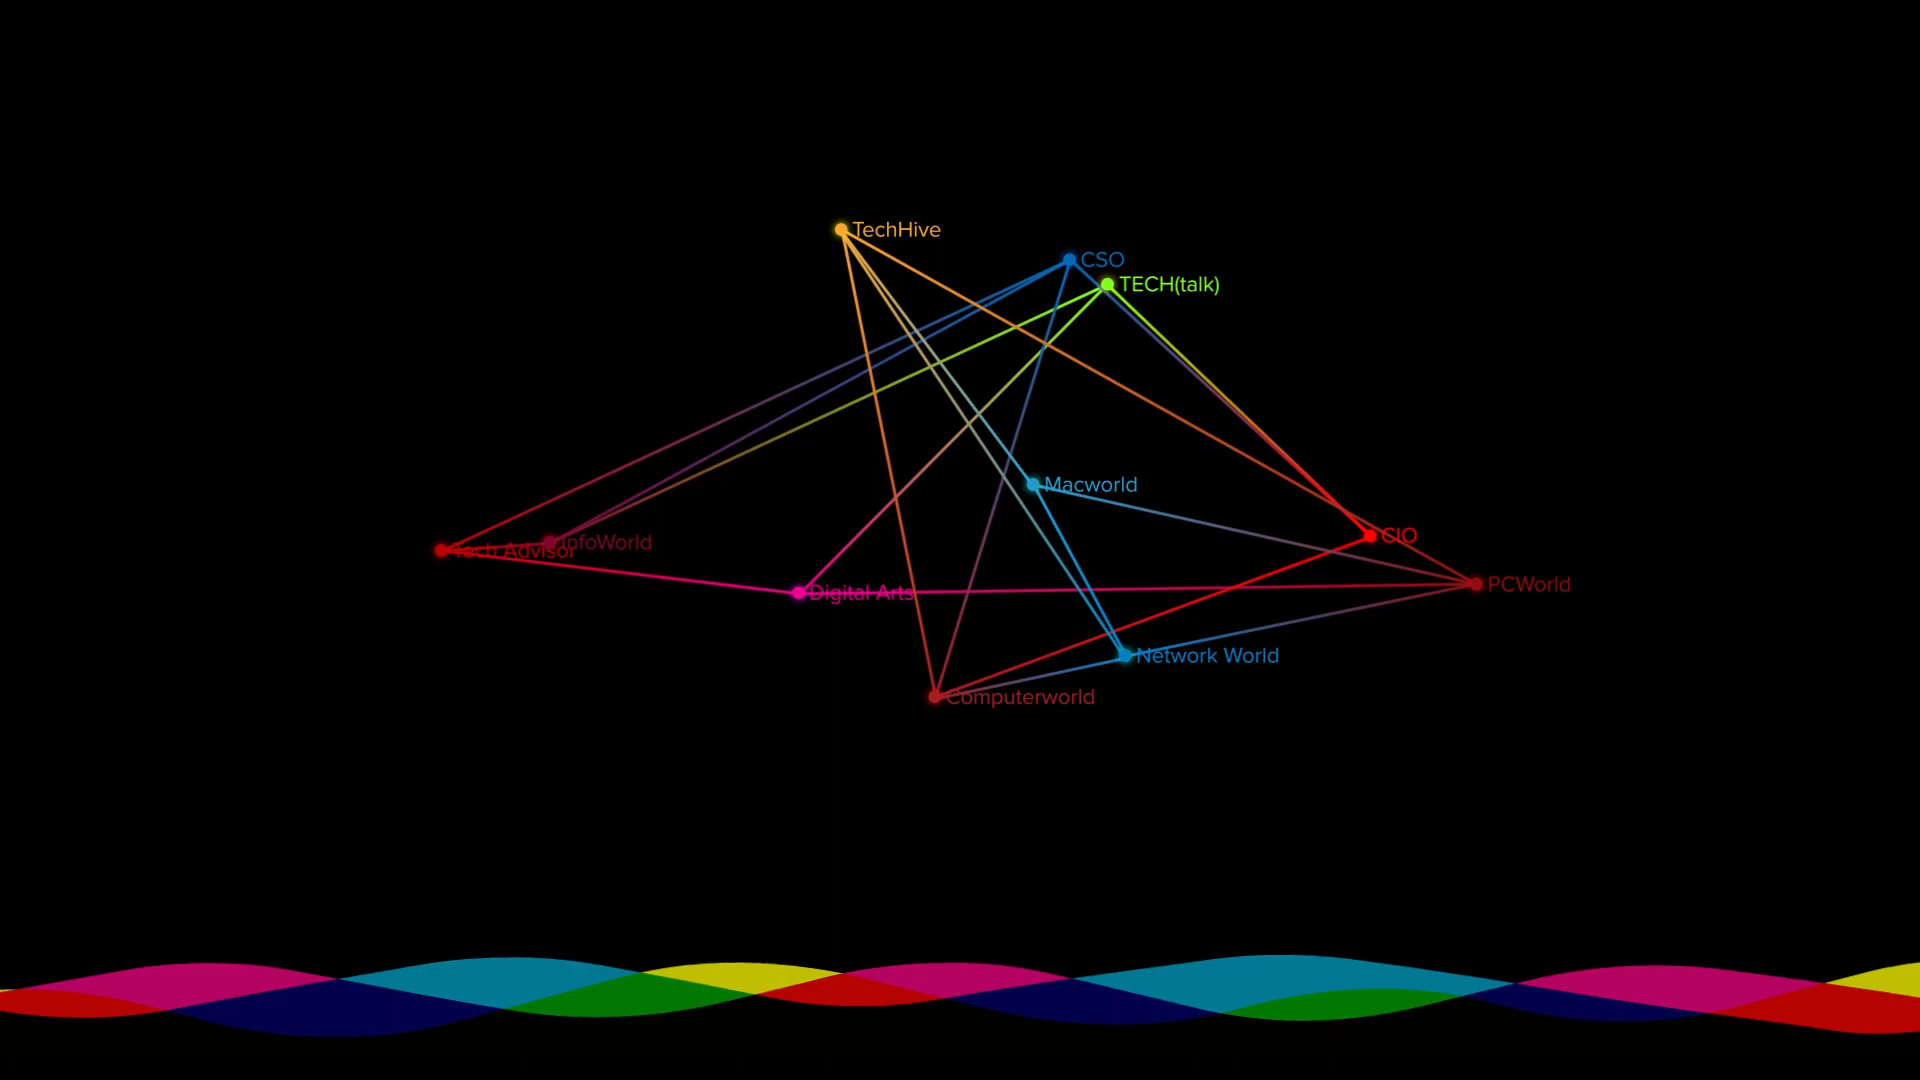 TechHive
CSO
TECH(talk)
Macworld
CIO
InfoWorld
Tech Advisor
PCWorld
Digital Arts
Network World
Computerworld